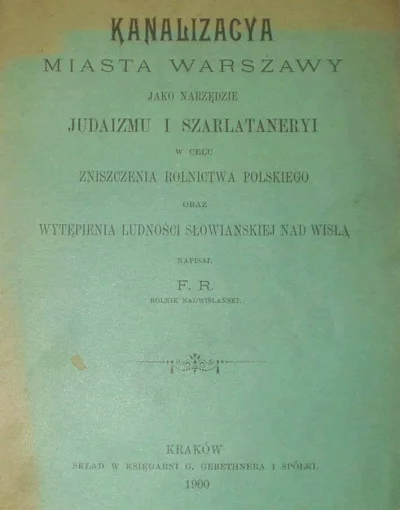 KANALIZACYA
MIASTA WARSZAWY
JAKO NARZĘDZIE
JUDAIZMU I SZARLATANERYI
W CELU
ZNISZCZENIA ROLNICTWA POLSKIEGO
ORAZ
WYTĘPIENIA LUDNOŚCI SŁOWIAŃSKIEJ NAD WISŁĄ
NAPISAŁ
F. R.
ROLNIK NADWIŚLAŃSKI.
KRAKÓW
SKŁAD W KSIĘGARNI G. GEBETHNERA I SPÓŁKI.
1900